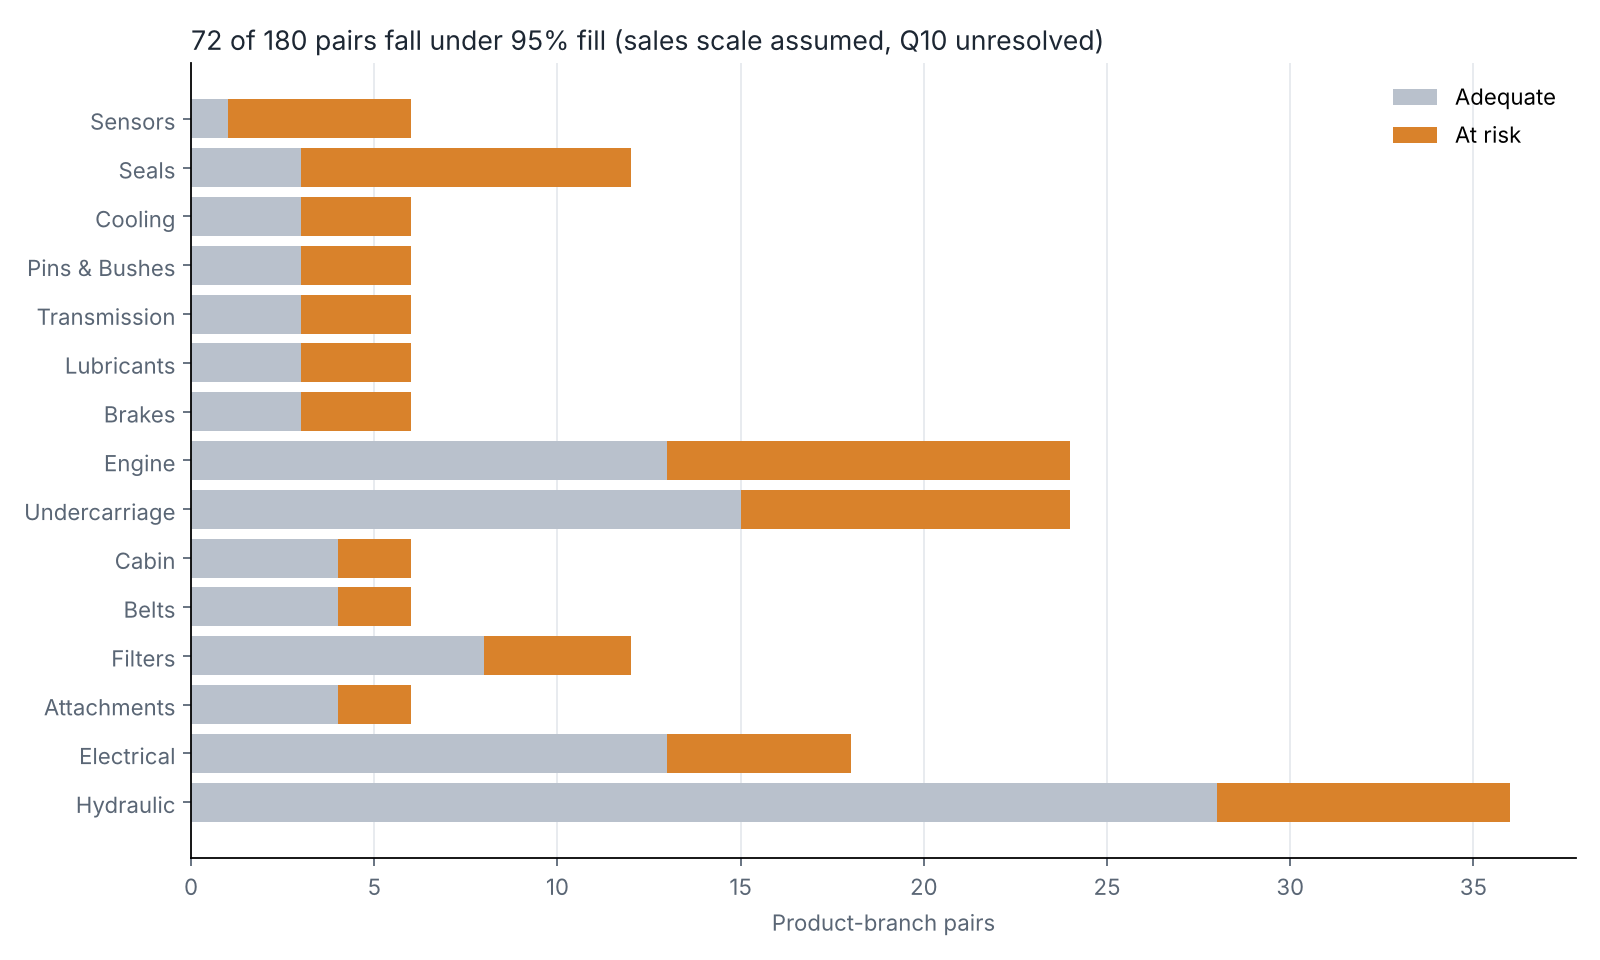 72 of 180 pairs fall under 95% fill (sales scale assumed, Q10 unresolved)
Adequate
At risk
Sensors
Seals
Cooling
Pins & Bushes
Transmission
Lubricants
Brakes
Engine
Undercarriage
Cabin
Belts
Filters
Attachments
Electrical
Hydraulic
0 5 10 15 20 25 30 35
Product-branch pairs